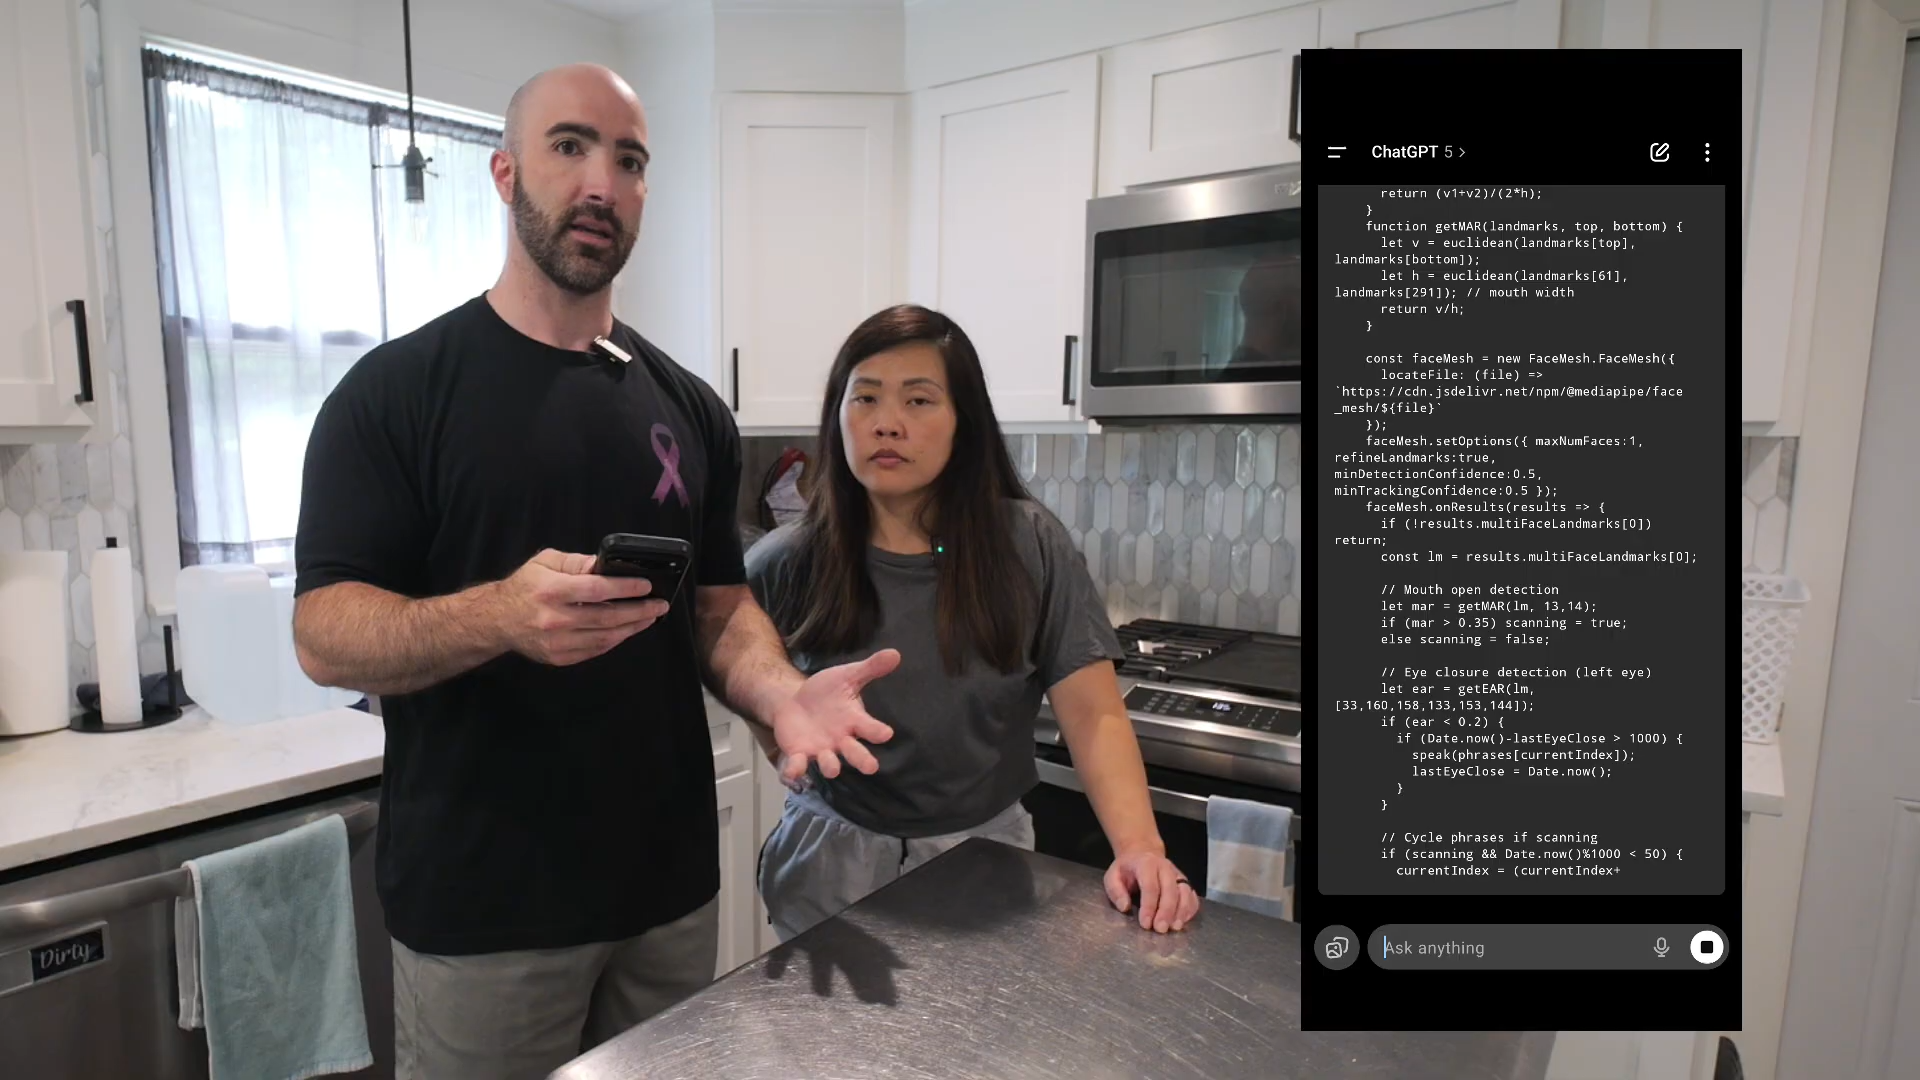 Dirty
ChatGPT 5 >
return (v1+v2)/(2*h);
}
function getMAR(landmarks, top, bottom) {
let v = euclidean(landmarks[top],
landmarks[bottom]);
let h = euclidean(landmarks[61],
landmarks[291]); // mouth width
return v/h;
}
const faceMesh = new FaceMesh.FaceMesh({
locateFile: (file) =>
`https://cdn.jsdelivr.net/npm/@mediapipe/face
_mesh/${file}`
});
faceMesh.setOptions({ maxNumFaces:1,
refineLandmarks:true,
minDetectionConfidence:0.5,
minTrackingConfidence:0.5 });
faceMesh.onResults(results => {
if (!results.multiFaceLandmarks[0])
return;
const lm = results.multiFaceLandmarks[0];
// Mouth open detection
let mar = getMAR(lm, 13,14);
if (mar > 0.35) scanning = true;
else scanning = false;
// Eye closure detection (left eye)
let ear = getEAR(lm,
[33,160,158,133,153,144]);
if (ear < 0.2) {
if (Date.now()-lastEyeClose > 1000) {
speak(phrases[currentIndex]);
lastEyeClose = Date.now();
}
}
// Cycle phrases if scanning
if (scanning && Date.now()%1000 < 50) {
currentIndex = (currentIndex+
Ask anything